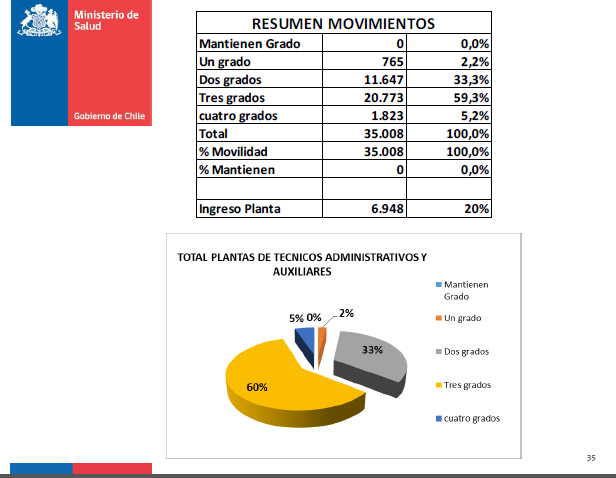 Ministerio de
Salud
Gobierno de Chile
RESUMEN MOVIMIENTOS
Mantienen Grado 0 0,0%
Un grado 765 2,2%
Dos grados 11.647 33,3%
Tres grados 20.773 59,3%
cuatro grados 1.823 5,2%
Total 35.008 100,0%
% Movilidad 35.008 100,0%
% Mantienen 0 0,0%
Ingreso Planta 6.948 20%
TOTAL PLANTAS DE TECNICOS ADMINISTRATIVOS Y
AUXILIARES
5% 0% 2%
33%
60%
Mantienen
Grado
Un grado
Dos grados
Tres grados
cuatro grados
35